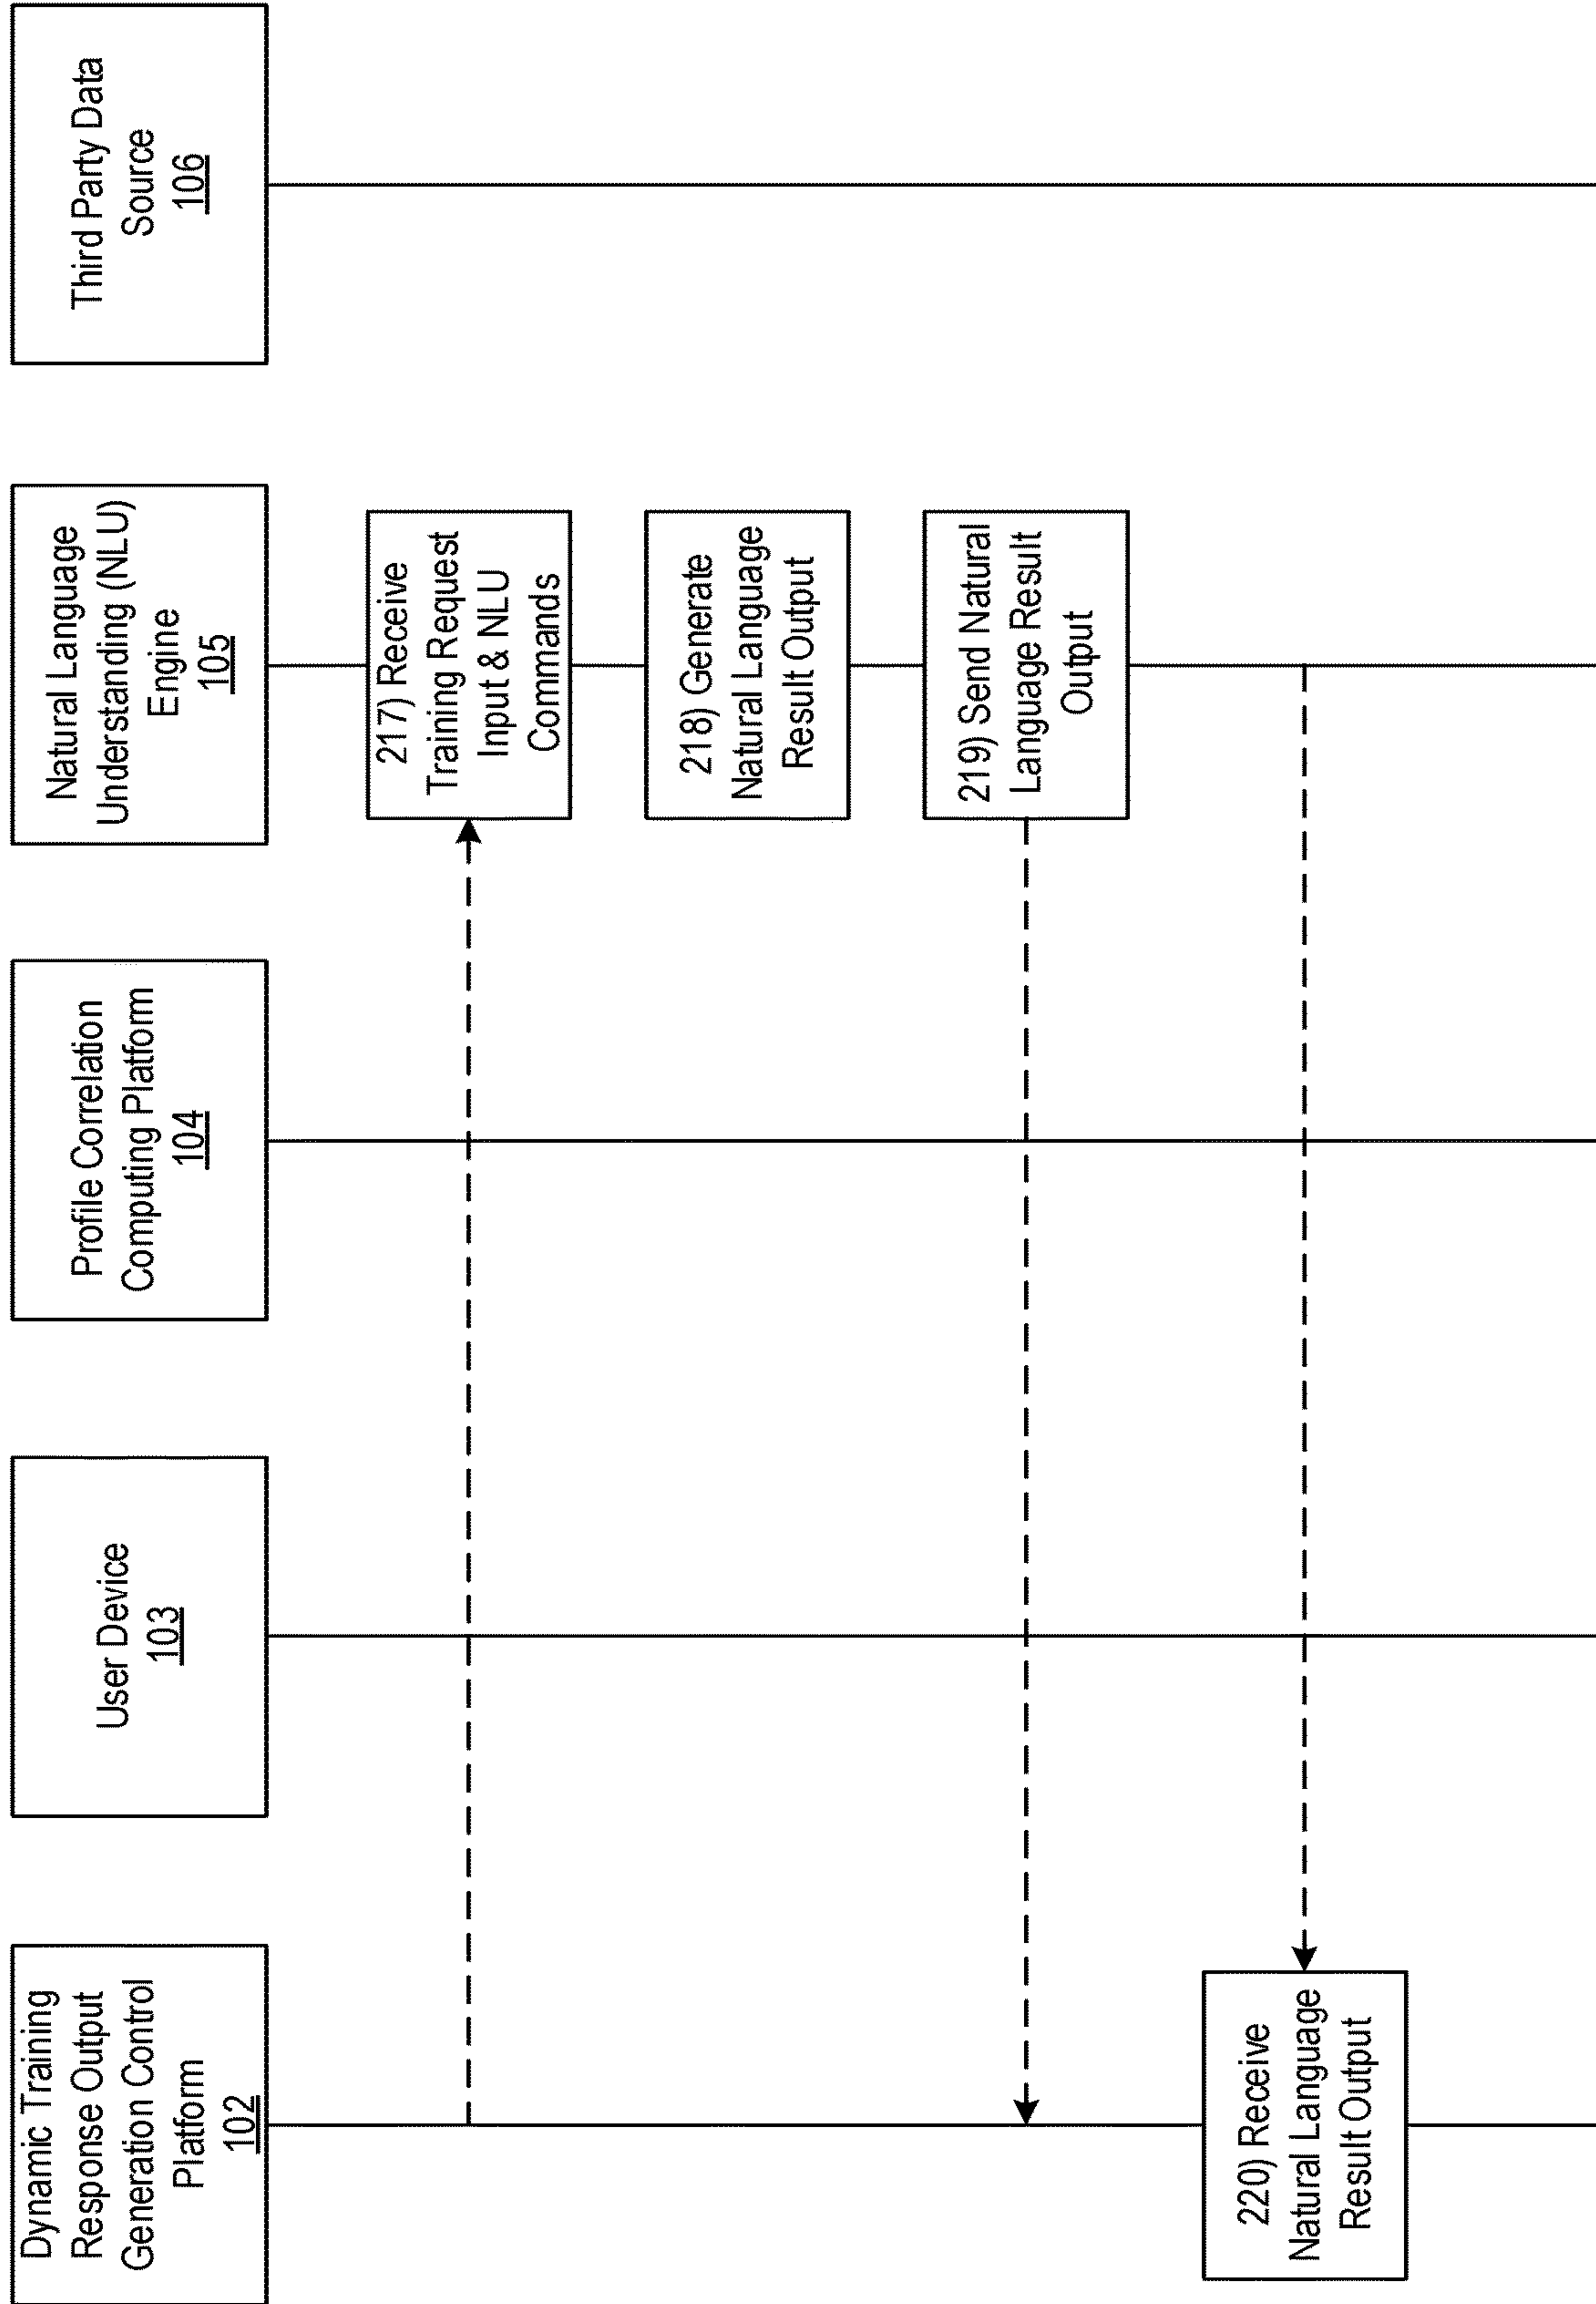 Dynamic Training
Response Output
Generation Control
Platform
102
User Device
103
Profile Correlation
Computing Platform
104
Natural Language
Understanding (NLU)
Engine
105
Third Party Data
Source
106
217) Receive
Training Request
Input & NLU
Commands
218) Generate
Natural Language
Result Output
219) Send Natural
Language Result
Output
220) Receive
Natural Language
Result Output